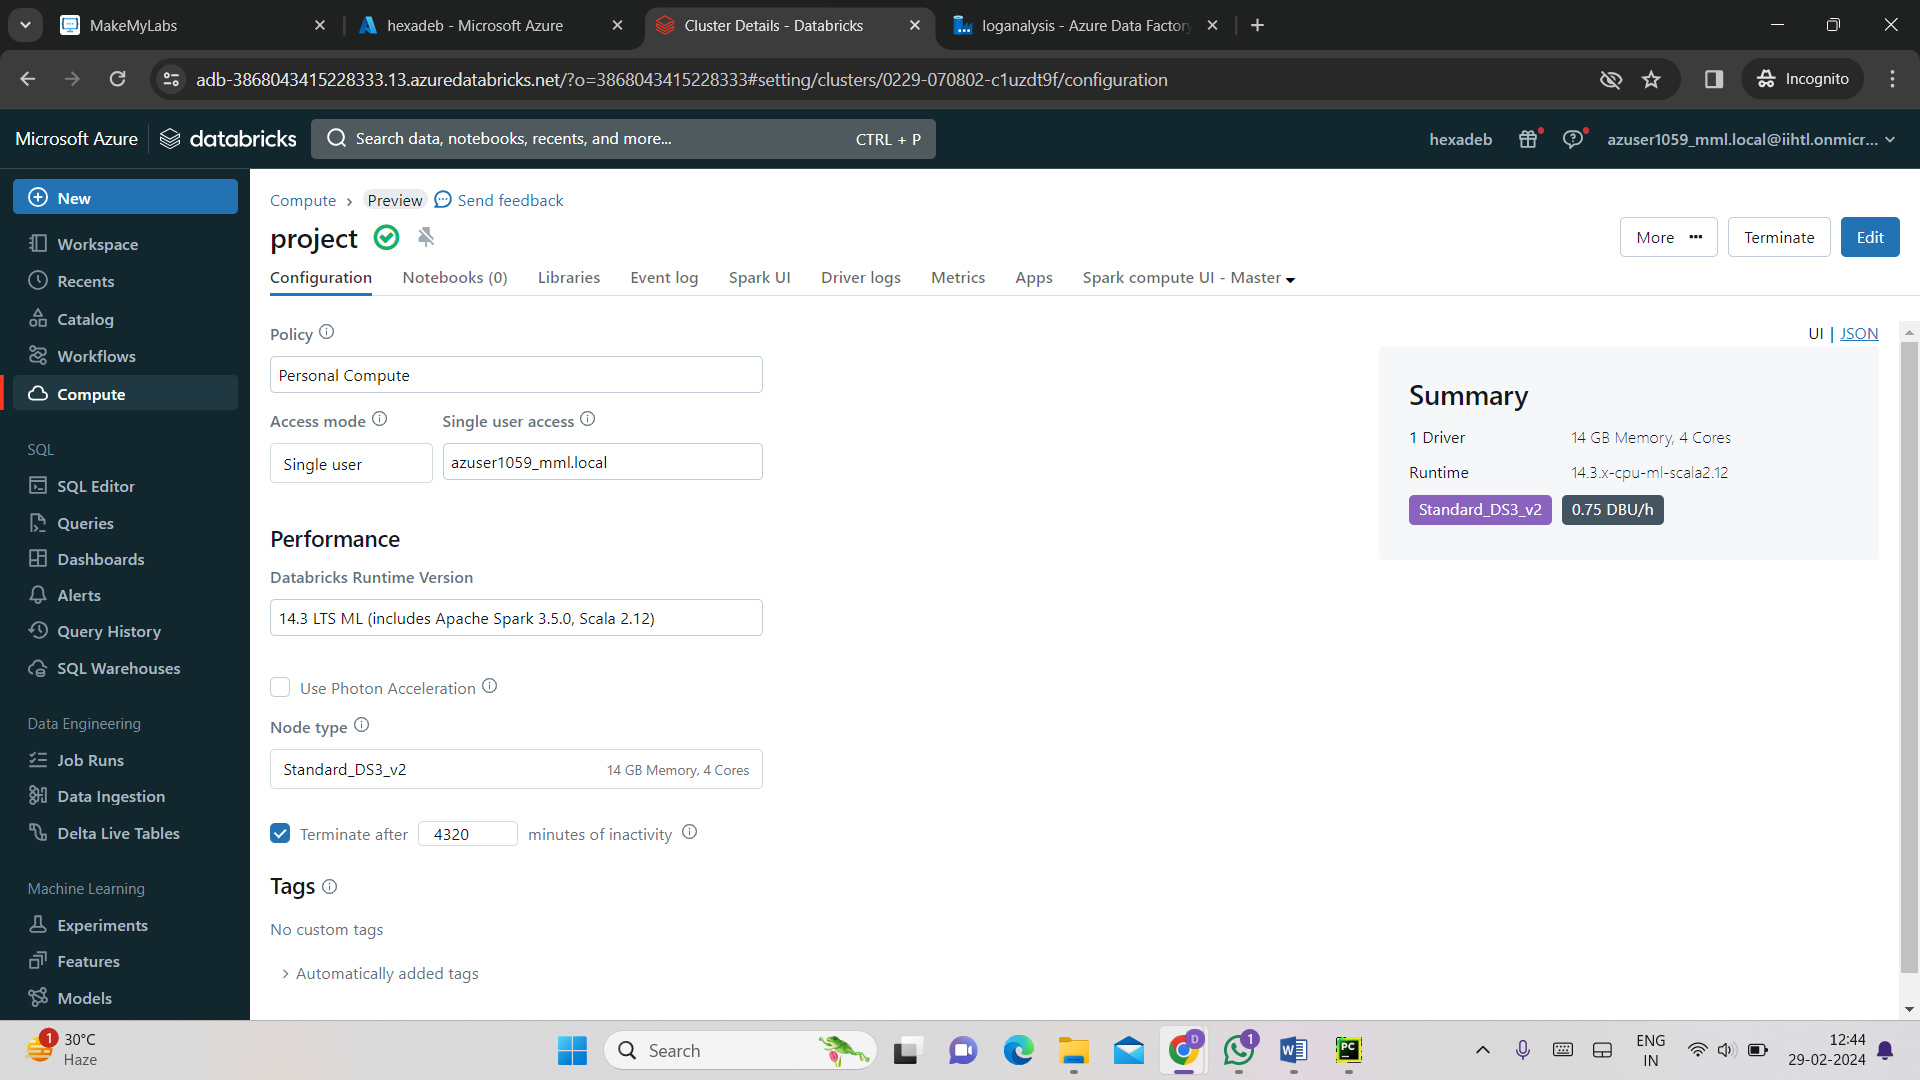 MakeMyLabs
hexadeb - Microsoft Azure
Cluster Details - Databricks
loganalysis - Azure Data Factory
adb-3868043415228333.13.azuredatabricks.net/?o=3868043415228333#setting/clusters/0229-070802-c1uzdt9f/configuration
Incognito
Microsoft Azure
databricks
Search data, notebooks, recents, and more...
CTRL + P
hexadeb
azuser1059_mml.local@iihtl.onmicr...
New
Workspace
Recents
Catalog
Workflows
Compute
SQL
SQL Editor
Queries
Dashboards
Alerts
Query History
SQL Warehouses
Data Engineering
Job Runs
Data Ingestion
Delta Live Tables
Machine Learning
Experiments
Features
Models
Compute › Preview Send feedback
project
More ···
Terminate
Edit
Configuration
Notebooks (0)
Libraries
Event log
Spark UI
Driver logs
Metrics
Apps
Spark compute UI - Master
Policy
UI | JSON
Personal Compute
Access mode
Single user access
Single user
azuser1059_mml.local
Performance
Databricks Runtime Version
14.3 LTS ML (includes Apache Spark 3.5.0, Scala 2.12)
Use Photon Acceleration
Node type
Standard_DS3_v2 14 GB Memory, 4 Cores
Terminate after 4320 minutes of inactivity
Tags
No custom tags
Automatically added tags
Summary
1 Driver 14 GB Memory, 4 Cores
Runtime 14.3.x-cpu-ml-scala2.12
Standard_DS3_v2 0.75 DBU/h
1
30°C
Haze
Search
D
1
W
PC
ENG
IN
12:44
29-02-2024